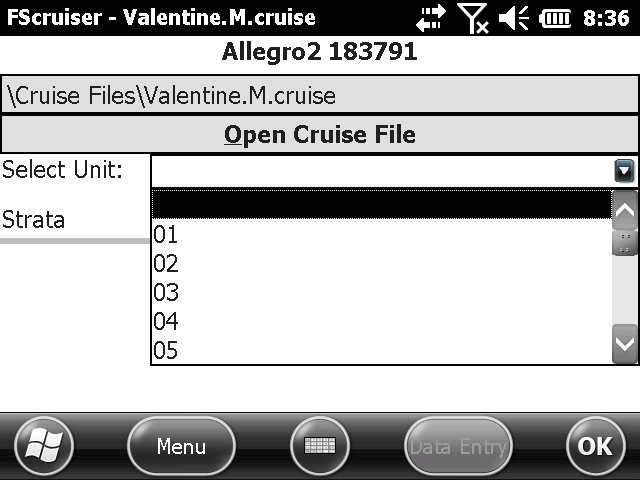 FScruiser - Valentine.M.cruise 8:36
Allegro2 183791
\Cruise Files\Valentine.M.cruise
Open Cruise File
Select Unit:
Strata
01
02
03
04
05
Menu Data Entry OK